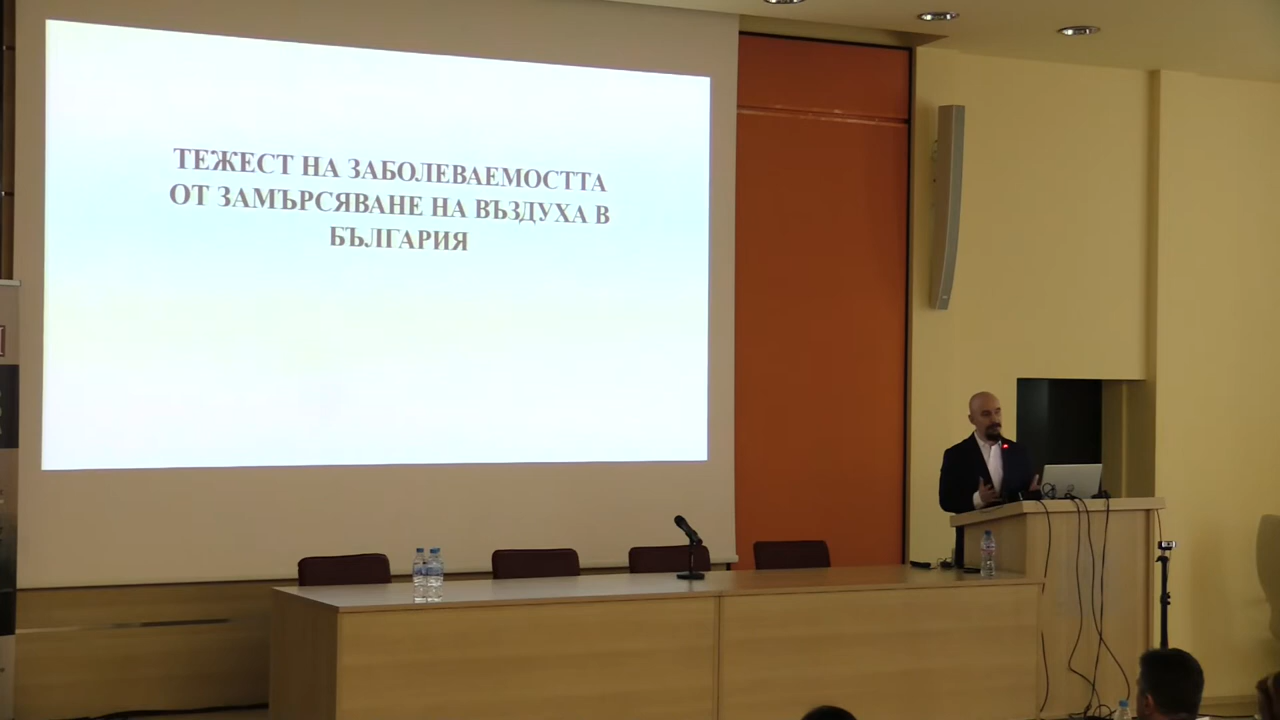 ТЕЖЕСТ НА ЗАБОЛЕВАЕМОСТТА
ОТ ЗАМЪРСЯВАНЕ НА ВЪЗДУХА В
БЪЛГАРИЯ